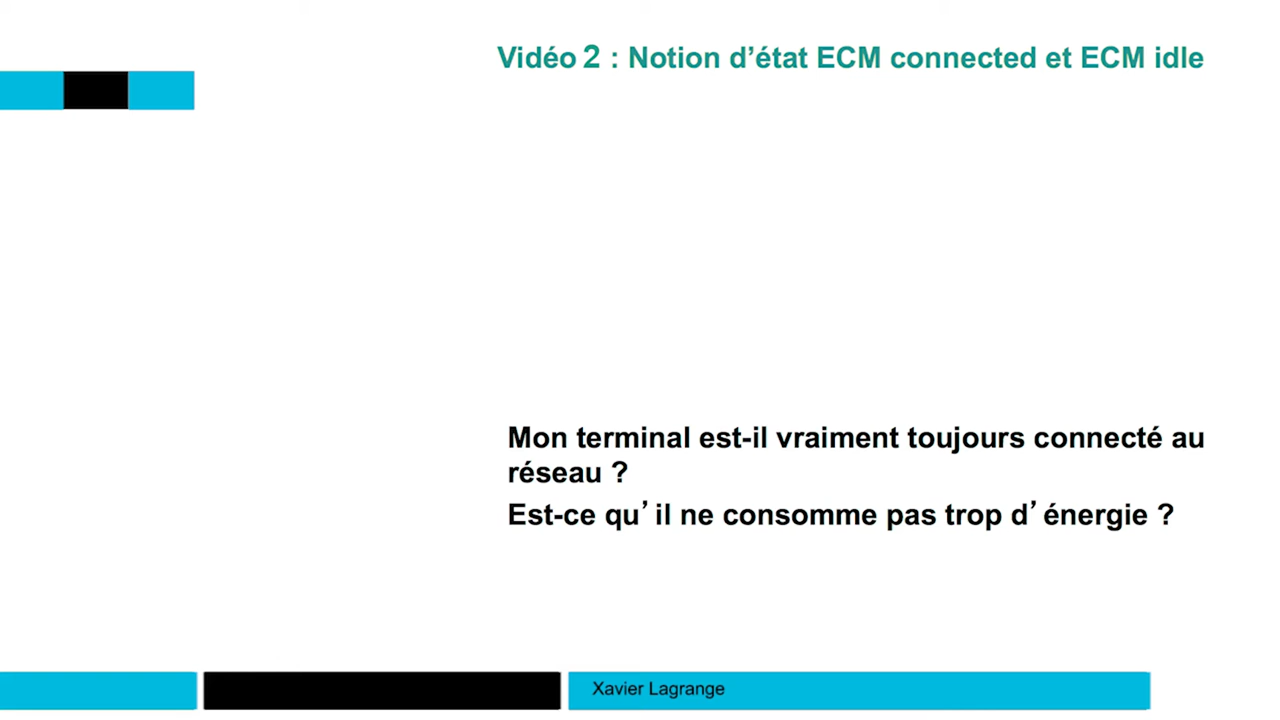 Vidéo 2 : Notion d’état ECM connected et ECM idle
Mon terminal est-il vraiment toujours connecté au
réseau ?
Est-ce qu’il ne consomme pas trop d’énergie ?
Xavier Lagrange